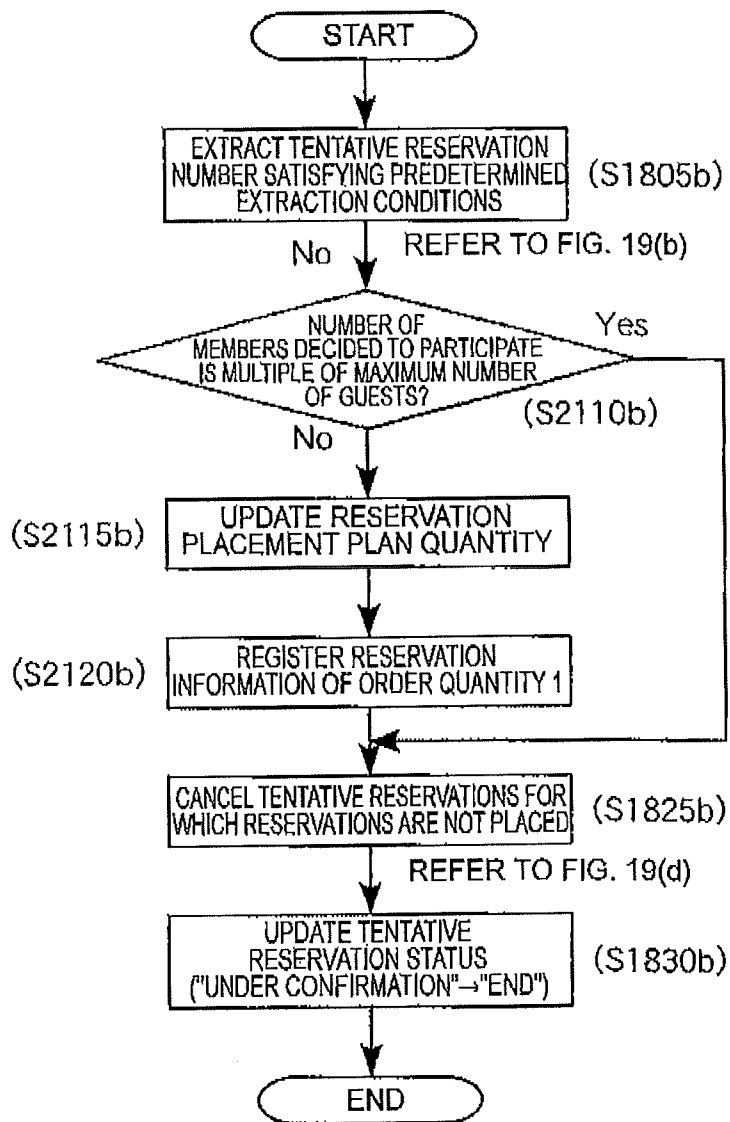 START
EXTRACT TENTATIVE RESERVATION
NUMBER SATISFYING PREDETERMINED
EXTRACTION CONDITIONS
(S1805b)
No
REFER TO FIG. 19(b)
NUMBER OF
MEMBERS DECIDED TO PARTICIPATE
IS MULTIPLE OF MAXIMUM NUMBER
OF GUESTS?
Yes
(S2110b)
No
(S2115b)
UPDATE RESERVATION
PLACEMENT PLAN QUANTITY
(S2120b)
REGISTER RESERVATION
INFORMATION OF ORDER QUANTITY 1
CANCEL TENTATIVE RESERVATIONS FOR
WHICH RESERVATIONS ARE NOT PLACED
(S1825b)
REFER TO FIG. 19(d)
UPDATE TENTATIVE
RESERVATION STATUS
("UNDER CONFIRMATION"→"END")
(S1830b)
END